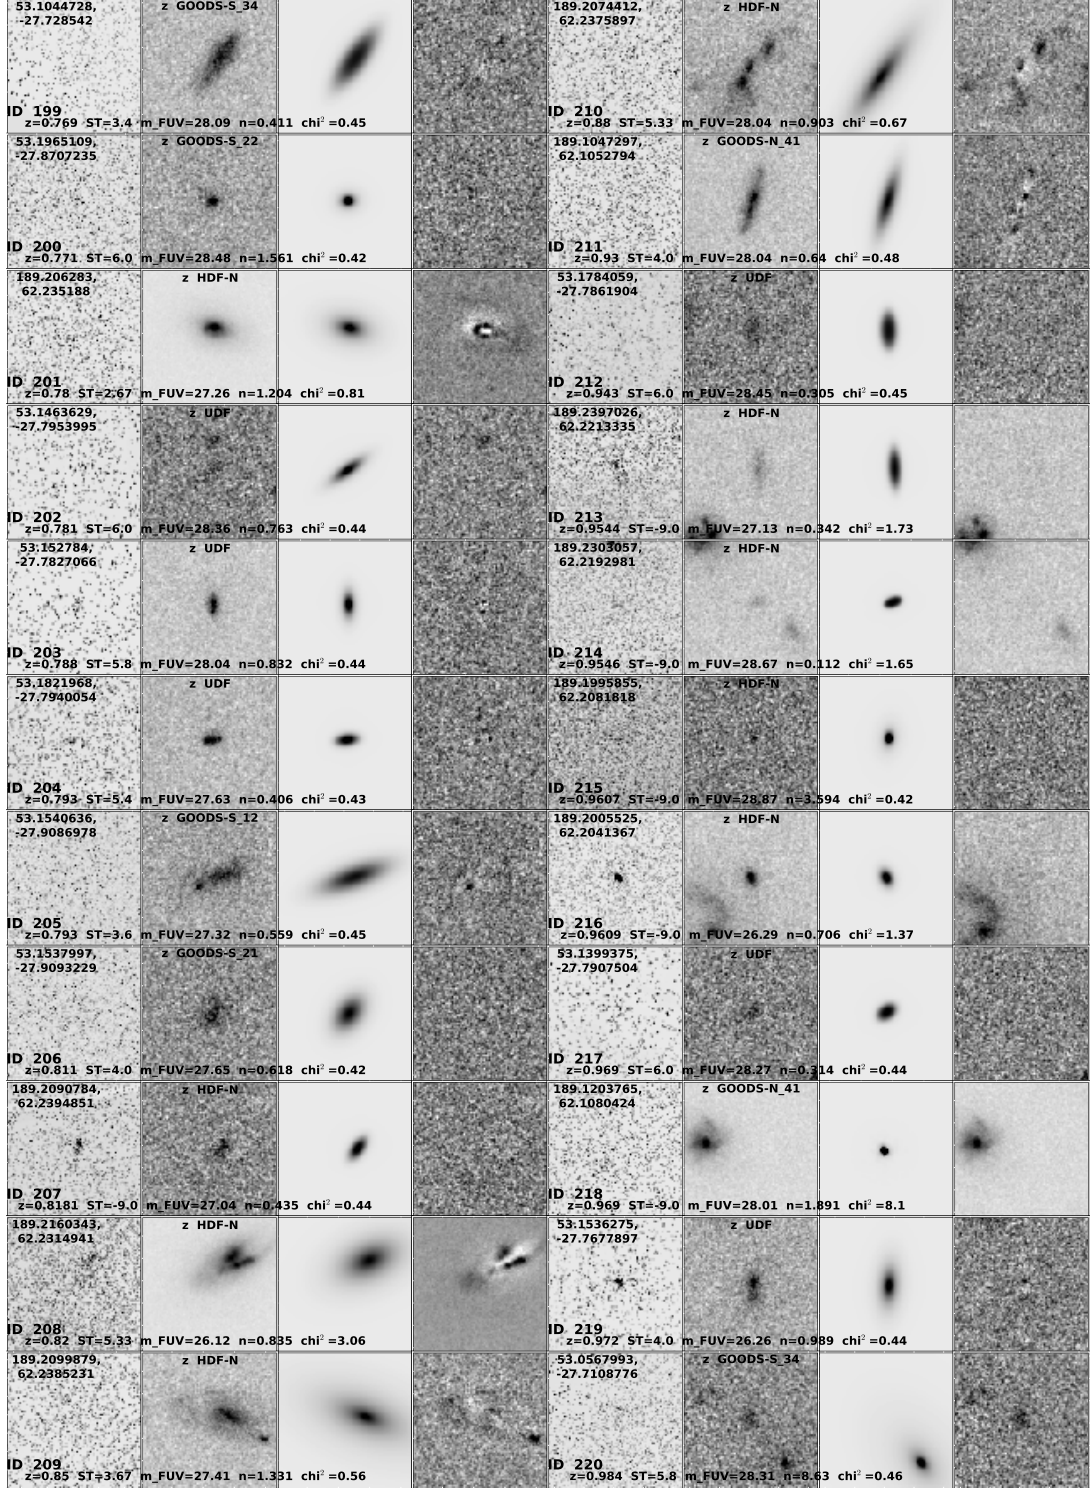 53.1044728,
-27.728542
z GOODS-S_34
ID 199
z=0.769 ST=3.4 m_FUV=28.09 n=0.411 chi²=0.45
53.1965109,
-27.8707235
z GOODS-S_22
ID 200
z=0.771 ST=6.0 m_FUV=28.48 n=1.561 chi²=0.42
189.206283,
62.235188
z HDF-N
ID 201
z=0.78 ST=2.67 m_FUV=27.26 n=1.204 chi²=0.81
53.1463629,
-27.7953995
z UDF
ID 202
z=0.781 ST=6.0 m_FUV=28.36 n=0.763 chi²=0.44
53.152784,
-27.7827066
z UDF
ID 203
z=0.788 ST=5.8 m_FUV=28.04 n=0.832 chi²=0.44
53.1821968,
-27.7940054
z UDF
ID 204
z=0.793 ST=5.4 m_FUV=27.63 n=0.406 chi²=0.43
53.1540636,
-27.9086978
z GOODS-S_12
ID 205
z=0.793 ST=3.6 m_FUV=27.32 n=0.559 chi²=0.45
53.1537997,
-27.9093229
z GOODS-S_21
ID 206
z=0.811 ST=4.0 m_FUV=27.65 n=0.618 chi²=0.42
189.2090784,
62.2394851
z HDF-N
ID 207
z=0.8181 ST=-9.0 m_FUV=27.04 n=0.435 chi²=0.44
189.2160343,
62.2314941
z HDF-N
ID 208
z=0.82 ST=5.33 m_FUV=26.12 n=0.835 chi²=3.06
189.2099879,
62.2385231
z HDF-N
ID 209
z=0.85 ST=3.67 m_FUV=27.41 n=1.331 chi²=0.56
189.2074412,
62.2375897
z HDF-N
ID 210
z=0.88 ST=5.33 m_FUV=28.04 n=0.903 chi²=0.67
189.1047297,
62.1052794
z GOODS-N_41
ID 211
z=0.93 ST=4.0 m_FUV=28.04 n=0.64 chi²=0.48
53.1784059,
-27.7861904
z UDF
ID 212
z=0.943 ST=6.0 m_FUV=28.45 n=0.305 chi²=0.45
189.2397026,
62.2213335
z HDF-N
ID 213
z=0.9544 ST=-9.0 m_FUV=27.13 n=0.342 chi²=1.73
189.2303057,
62.2192981
z HDF-N
ID 214
z=0.9546 ST=-9.0 m_FUV=28.67 n=0.112 chi²=1.65
189.1995855,
62.2081818
z HDF-N
ID 215
z=0.9607 ST=-9.0 m_FUV=28.87 n=3.594 chi²=0.42
189.2005525,
62.2041367
z HDF-N
ID 216
z=0.9609 ST=-9.0 m_FUV=26.29 n=0.706 chi²=1.37
53.1399375,
-27.7907504
z UDF
ID 217
z=0.969 ST=6.0 m_FUV=28.27 n=0.314 chi²=0.44
189.1203765,
62.1080424
z GOODS-N_41
ID 218
z=0.969 ST=-9.0 m_FUV=28.01 n=1.891 chi²=8.1
53.1536275,
-27.7677897
z UDF
ID 219
z=0.972 ST=4.0 m_FUV=26.26 n=0.989 chi²=0.44
53.0567993,
-27.7108776
z GOODS-S_34
ID 220
z=0.984 ST=5.8 m_FUV=28.31 n=8.63 chi²=0.46